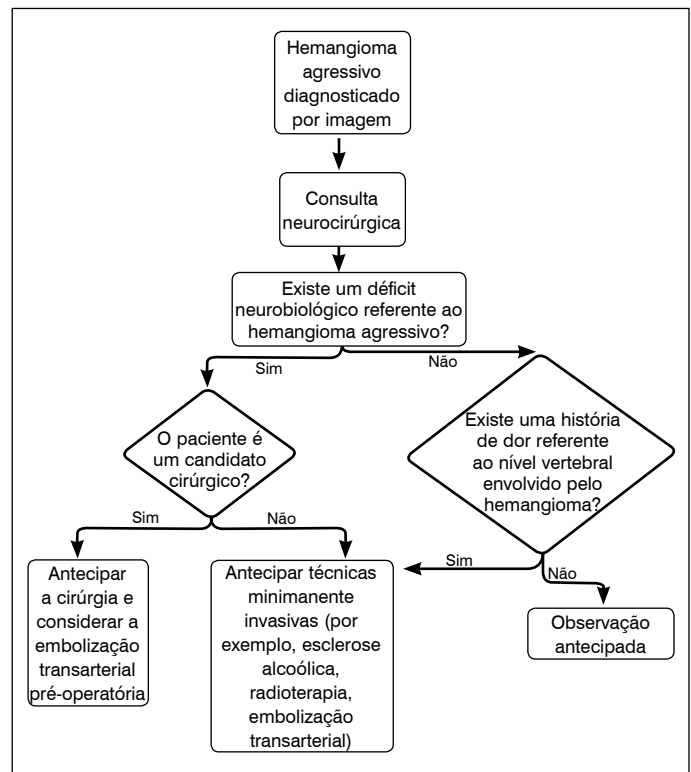 Hemangioma
agressivo
diagnosticado
por imagem
Consulta
neurocirúrgica
Existe um déficit
neurobiológico referente ao
hemangioma agressivo?
Sim
Não
O paciente é
um candidato
cirúrgico?
Existe uma história
de dor referente
ao nível vertebral
envolvido pelo
hemangioma?
Sim
Não
Sim
Não
Antecipar
a cirúrgia e
considerar a
embolização
transarterial
pré-operatória
Antecipar técnicas
minimanente
invasivas (por
exemplo, esclerose
alcoólica,
radioterapia,
embolização
transarterial)
Observação
antecipada